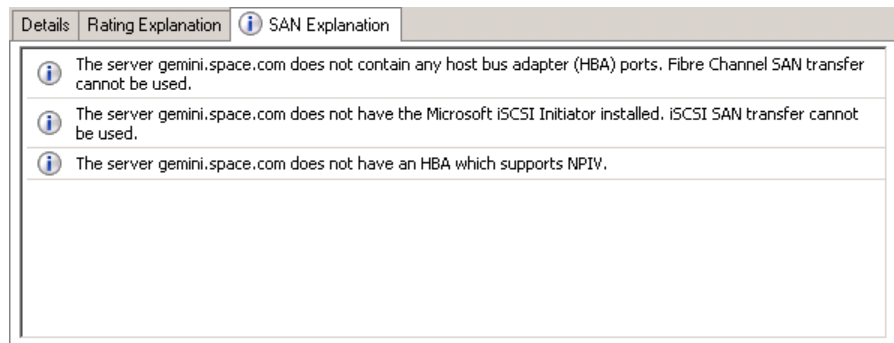 Details Rating Explanation SAN Explanation
The server gemini.space.com does not contain any host bus adapter (HBA) ports. Fibre Channel SAN transfer
cannot be used.
The server gemini.space.com does not have the Microsoft iSCSI Initiator installed. iSCSI SAN transfer cannot
be used.
The server gemini.space.com does not have an HBA which supports NPIV.